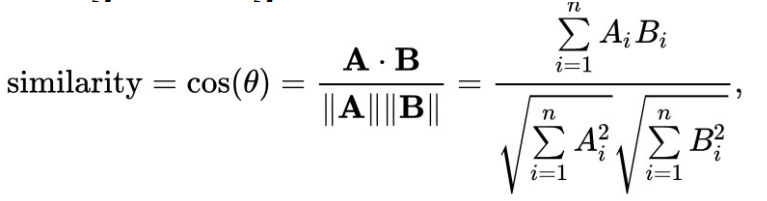 similarity = cos(θ) = A · B / ‖A‖‖B‖ = n ∑ i=1 A_i B_i / √ n ∑ i=1 A_i^2 √ n ∑ i=1 B_i^2 ,